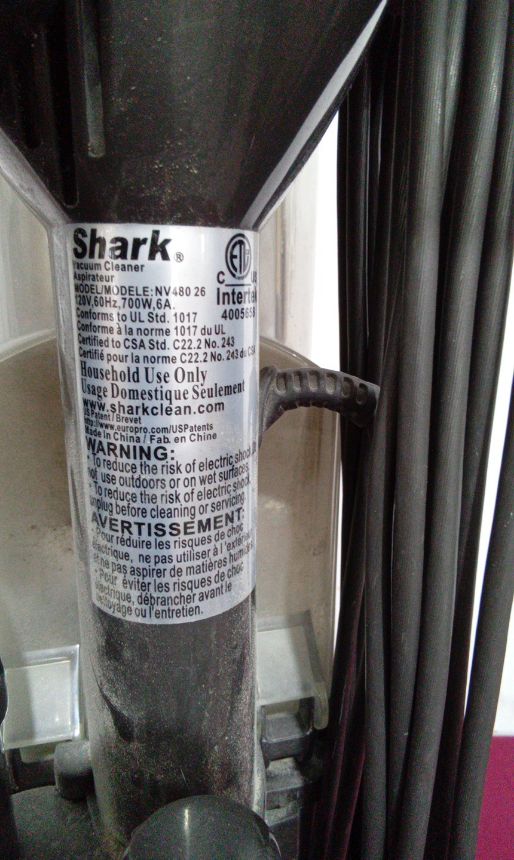 Shark®
Vacuum Cleaner
Aspirateur
MODEL/MODELE: NV480 26
120V,60Hz,700W,6A.
Conforms to UL Std. 1017
Conforme à la norme 1017 du UL
Certified to CSA Std. C22.2 No. 243
Certifié pour la norme C22.2 No. 243 du CSA
ETL
C US
Intertek
4005658
Household Use Only
Usage Domestique Seulement
www.sharkclean.com
US Patent / Brevet
http://www.europro.com/USPatents
Made in China / Fab. en Chine
WARNING:
· To reduce the risk of electric shock, Do
not use outdoors or on wet surfaces.
· To reduce the risk of electric shock,
unplug before cleaning or servicing.
AVERTISSEMENT:
· Pour réduire les risques de choc
électrique, ne pas utiliser à l'extérieur
et ne pas aspirer de matières humides.
· Pour éviter les risques de choc
électrique, débrancher avant le
nettoyage ou l'entretien.